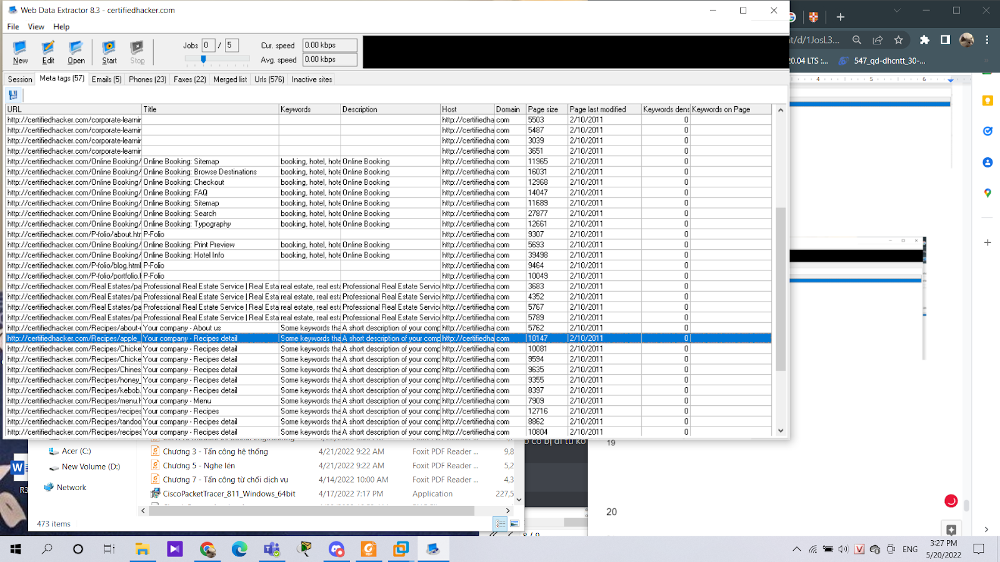 Web Data Extractor 8.3 - certifiedhacker.com
File View Help
New Edit Open Start Stop Jobs 0 / 5 Cur. speed 0.00 kbps
Avg. speed 0.00 kbps
Session Meta tags (57) Emails (5) Phones (23) Faxes (22) Merged list Urls (576) Inactive sites
URL Title Keywords Description Host Domain Page size Page last modified Keywords dens Keywords on Page
http://certifiedhacker.com/corporate-learnir http://certifiedha com 5503 2/10/2011 0
http://certifiedhacker.com/corporate-learnir http://certifiedha com 5487 2/10/2011 0
http://certifiedhacker.com/corporate-learnir http://certifiedha com 3039 2/10/2011 0
http://certifiedhacker.com/corporate-learnir http://certifiedha com 3651 2/10/2011 0
http://certifiedhacker.com/Online Booking/ Online Booking: Sitemap booking, hotel, hote Online Booking http://certifiedha com 11965 2/10/2011 0
http://certifiedhacker.com/Online Booking/ Online Booking: Browse Destinations booking, hotel, hote Online Booking http://certifiedha com 16031 2/10/2011 0
http://certifiedhacker.com/Online Booking/ Online Booking: Checkout booking, hotel, hote Online Booking http://certifiedha com 12968 2/10/2011 0
http://certifiedhacker.com/Online Booking/ Online Booking: FAQ booking, hotel, hote Online Booking http://certifiedha com 14047 2/10/2011 0
http://certifiedhacker.com/Online Booking/ Online Booking: Sitemap booking, hotel, hote Online Booking http://certifiedha com 11689 2/10/2011 0
http://certifiedhacker.com/Online Booking/ Online Booking: Search booking, hotel, hote Online Booking http://certifiedha com 27877 2/10/2011 0
http://certifiedhacker.com/Online Booking/ Online Booking: Typography booking, hotel, hote Online Booking http://certifiedha com 12661 2/10/2011 0
http://certifiedhacker.com/P-folio/about.htr P-Folio http://certifiedha com 9307 2/10/2011 0
http://certifiedhacker.com/Online Booking/ Online Booking: Print Preview booking, hotel, hote Online Booking http://certifiedha com 5693 2/10/2011 0
http://certifiedhacker.com/Online Booking/ Online Booking: Hotel Info booking, hotel, hote Online Booking http://certifiedha com 39498 2/10/2011 0
http://certifiedhacker.com/P-folio/blog.html P-Folio http://certifiedha com 9464 2/10/2011 0
http://certifiedhacker.com/P-folio/portfolio.h P-Folio http://certifiedha com 10049 2/10/2011 0
http://certifiedhacker.com/Real Estates/pa Professional Real Estate Service | Real Esta real estate, real esta Professional Real Estate Service http://certifiedha com 3683 2/10/2011 0
http://certifiedhacker.com/Real Estates/pa Professional Real Estate Service | Real Esta real estate, real esta Professional Real Estate Service http://certifiedha com 4352 2/10/2011 0
http://certifiedhacker.com/Real Estates/pa Professional Real Estate Service | Real Esta real estate, real esta Professional Real Estate Service http://certifiedha com 5767 2/10/2011 0
http://certifiedhacker.com/Real Estates/pa Professional Real Estate Service | Real Esta real estate, real esta Professional Real Estate Service http://certifiedha com 5789 2/10/2011 0
http://certifiedhacker.com/Recipes/about-u Your company - About us Some keywords tha A short description of your comp http://certifiedha com 5762 2/10/2011 0
http://certifiedhacker.com/Recipes/apple_ Your company - Recipes detail Some keywords tha A short description of your comp http://certifiedha com 10147 2/10/2011 0
http://certifiedhacker.com/Recipes/Chicke Your company - Recipes detail Some keywords tha A short description of your comp http://certifiedha com 10081 2/10/2011 0
http://certifiedhacker.com/Recipes/Chicke Your company - Recipes detail Some keywords tha A short description of your comp http://certifiedha com 9594 2/10/2011 0
http://certifiedhacker.com/Recipes/Chines Your company - Recipes detail Some keywords tha A short description of your comp http://certifiedha com 9635 2/10/2011 0
http://certifiedhacker.com/Recipes/honey_ Your company - Recipes detail Some keywords tha A short description of your comp http://certifiedha com 9355 2/10/2011 0
http://certifiedhacker.com/Recipes/kebob. Your company - Recipes detail Some keywords tha A short description of your comp http://certifiedha com 8397 2/10/2011 0
http://certifiedhacker.com/Recipes/menu.h Your company - Menu Some keywords tha A short description of your comp http://certifiedha com 7909 2/10/2011 0
http://certifiedhacker.com/Recipes/recipes Your company - Recipes Some keywords tha A short description of your comp http://certifiedha com 12716 2/10/2011 0
http://certifiedhacker.com/Recipes/tandoo Your company - Recipes detail Some keywords tha A short description of your comp http://certifiedha com 8862 2/10/2011 0
http://certifiedhacker.com/Recipes/recipes Your company - Recipes detail Some keywords tha A short description of your comp http://certifiedha com 10804 2/10/2011 0
nt/d/1JosL3...
20.04 LTS :... 547_qd-dhcntt_30-...
4 5 6
Acer (C:) Chương 3 - Tấn công hệ thống 4/21/2022 9:22 AM Foxit PDF Reader ... 9,8
New Volume (D:) Chương 5 - Nghe lén 4/21/2022 9:22 AM Foxit PDF Reader ... 5,2
Chương 7 - Tấn công từ chối dịch vụ 4/14/2022 10:00 AM Foxit PDF Reader ... 4,3
Network CiscoPacketTracer_811_Windows_64bit 4/17/2022 7:17 PM Application 227,5
473 items
R3
19
20
ENG 3:27 PM
5/20/2022